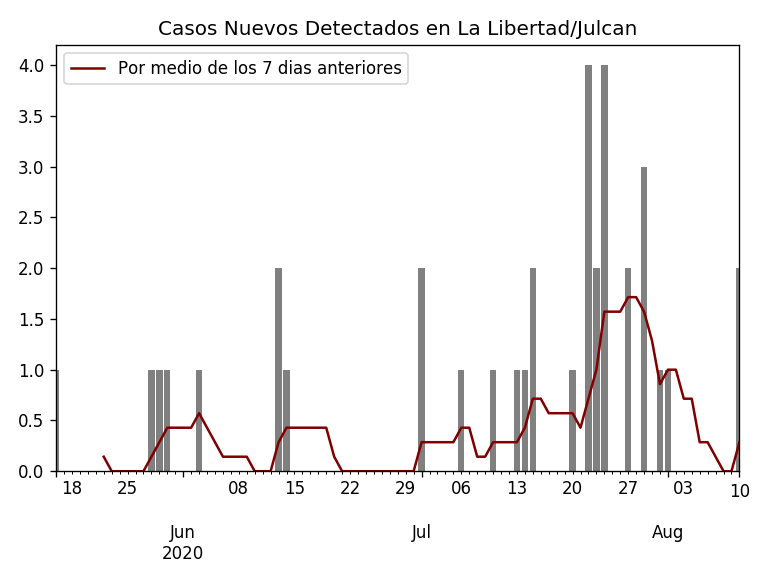 Casos Nuevos Detectados en La Libertad/Julcan
Por medio de los 7 dias anteriores
4.0
3.5
3.0
2.5
2.0
1.5
1.0
0.5
0.0
18 25 08 15 22 29 06 13 20 27 03 10
Jun Jul Aug
2020